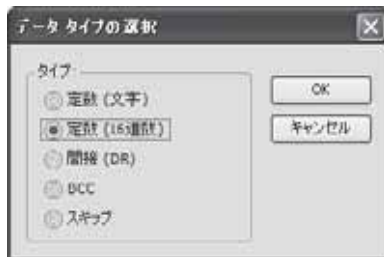 データ タイプの選択
タイプ:
定数 (文字)
定数 (16進数)
間接 (DR)
BCC
スキップ
OK
キャンセル